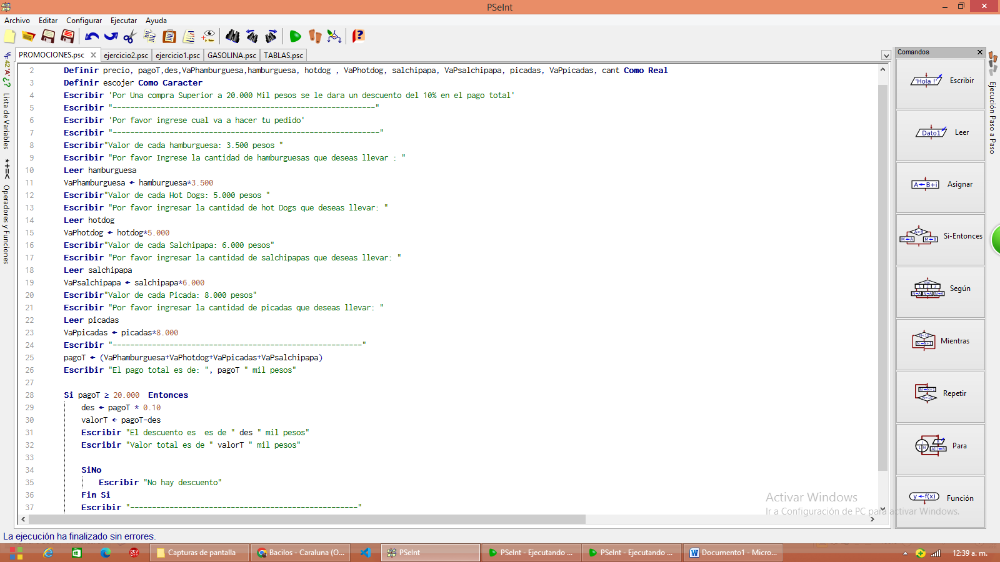 PSeInt
Archivo Editar Configurar Ejecutar Ayuda
PROMOCIONES.psc ejercicio2.psc ejercicio1.psc GASOLINA.psc TABLAS.psc
2 Definir precio, pagoT,des,VaPhamburguesa,hamburguesa, hotdog , VaPhotdog, salchipapa, VaPsalchipapa, picadas, VaPpicadas, cant Como Real
3 Definir escojer Como Caracter
4 Escribir 'Por Una compra Superior a 20.000 Mil pesos se le dara un descuento del 10% en el pago total'
5 Escribir "------------------------------------------------------------"
6 Escribir 'Por favor ingrese cual va a hacer tu pedido'
7 Escribir "-------------------------------------------------------------"
8 Escribir"Valor de cada hamburguesa: 3.500 pesos "
9 Escribir "Por favor Ingrese la cantidad de hamburguesas que deseas llevar : "
10 Leer hamburguesa
11 VaPhamburguesa ← hamburguesa*3.500
12 Escribir"Valor de cada Hot Dogs: 5.000 pesos "
13 Escribir "Por favor ingresar la cantidad de hot Dogs que deseas llevar: "
14 Leer hotdog
15 VaPhotdog ← hotdog*5.000
16 Escribir"Valor de cada Salchipapa: 6.000 pesos"
17 Escribir "Por favor ingresar la cantidad de salchipapas que deseas llevar: "
18 Leer salchipapa
19 VaPsalchipapa ← salchipapa*6.000
20 Escribir"Valor de cada Picada: 8.000 pesos"
21 Escribir "Por favor ingresar la cantidad de picadas que deseas llevar: "
22 Leer picadas
23 VaPpicadas ← picadas*8.000
24 Escribir "---------------------------------------------------------"
25 pagoT ← (VaPhamburguesa+VaPhotdog+VaPpicadas+VaPsalchipapa)
26 Escribir "El pago total es de: ", pagoT " mil pesos"
27
28 Si pagoT ≥ 20.000 Entonces
29 des ← pagoT * 0.10
30 valorT ← pagoT-des
31 Escribir "El descuento es  es de " des " mil pesos"
32 Escribir "Valor total es de " valorT " mil pesos"
33
34 SiNo
35 Escribir "No hay descuento"
36 Fin Si
37 Escribir "----------------------------------------------------"
Lista de Variables
*+=< Operadores y Funciones
Comandos
'Hola !' Escribir
Dato1 Leer
A←B+i Asignar
A>B M←A M←B Si-Entonces
Según
Mientras
Repetir
Para
y←f(x) Función
Ejecución Paso a Paso
Activar Windows
Ir a Configuración de PC para activar Windows.
La ejecución ha finalizado sin errores.
Capturas de pantalla
Bacilos - Caraluna (O...
PSeInt
PSeInt - Ejecutando ...
PSeInt - Ejecutando ...
Documento1 - Micro...
12:39 a. m.